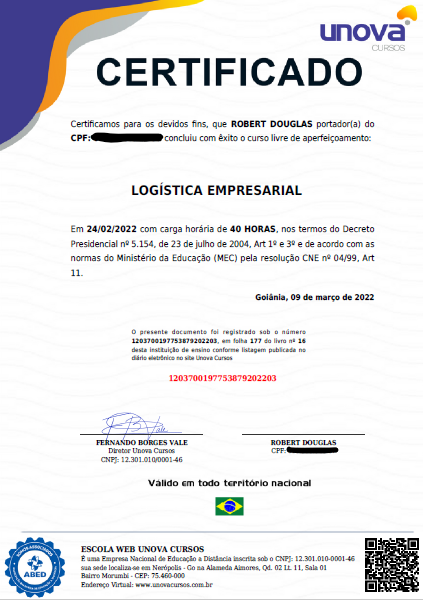 unova
CURSOS
CERTIFICADO
Certificamos para os devidos fins, que ROBERT DOUGLAS portador(a) do
CPF: concluiu com êxito o curso livre de aperfeiçoamento:
LOGÍSTICA EMPRESARIAL
Em 24/02/2022 com carga horária de 40 HORAS, nos termos do Decreto
Presidencial nº 5.154, de 23 de julho de 2004, Art 1º e 3º e de acordo com as
normas do Ministério da Educação (MEC) pela resolução CNE nº 04/99, Art
11.
Goiânia, 09 de março de 2022
O presente documento foi registrado sob o número
1203700197753879202203, em folha 177 do livro nº 16
desta instituição de ensino conforme listagem publicada no
diário eletrônico no site Unova Cursos
1203700197753879202203
FERNANDO BORGES VALE
Diretor Unova Cursos
CNPJ: 12.301.010/0001-46
ROBERT DOUGLAS
CPF:
Válido em todo território nacional
ABED
ESCOLA WEB UNOVA CURSOS
É uma Empresa Nacional de Educação a Distância inscrita sob o CNPJ: 12.301.010-0001-46
sua sede localiza-se em Nerópolis - Go na Alameda Aimores, Qd. 02 Lt. 11, Sala 01
Bairro Morumbi - CEP: 75.460-000
Endereço Virtual: www.unovacursos.com.br